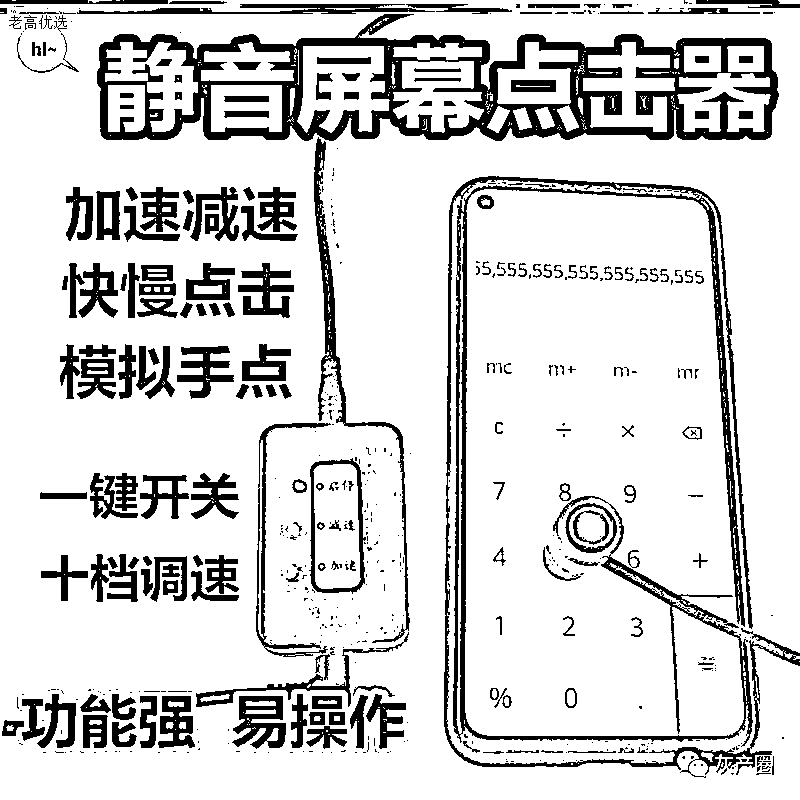 老高优选
hI~
静音屏幕点击器
加速减速
快慢点击
模拟手点
一键开关
十档调速
功能强 易操作
启停
减速
加速
55,555,555,555,555,555,555
mc m+ m- mr
c ÷ ×
7 8 9 −
4 6 +
1 2 3
% 0 . =
灰产圈